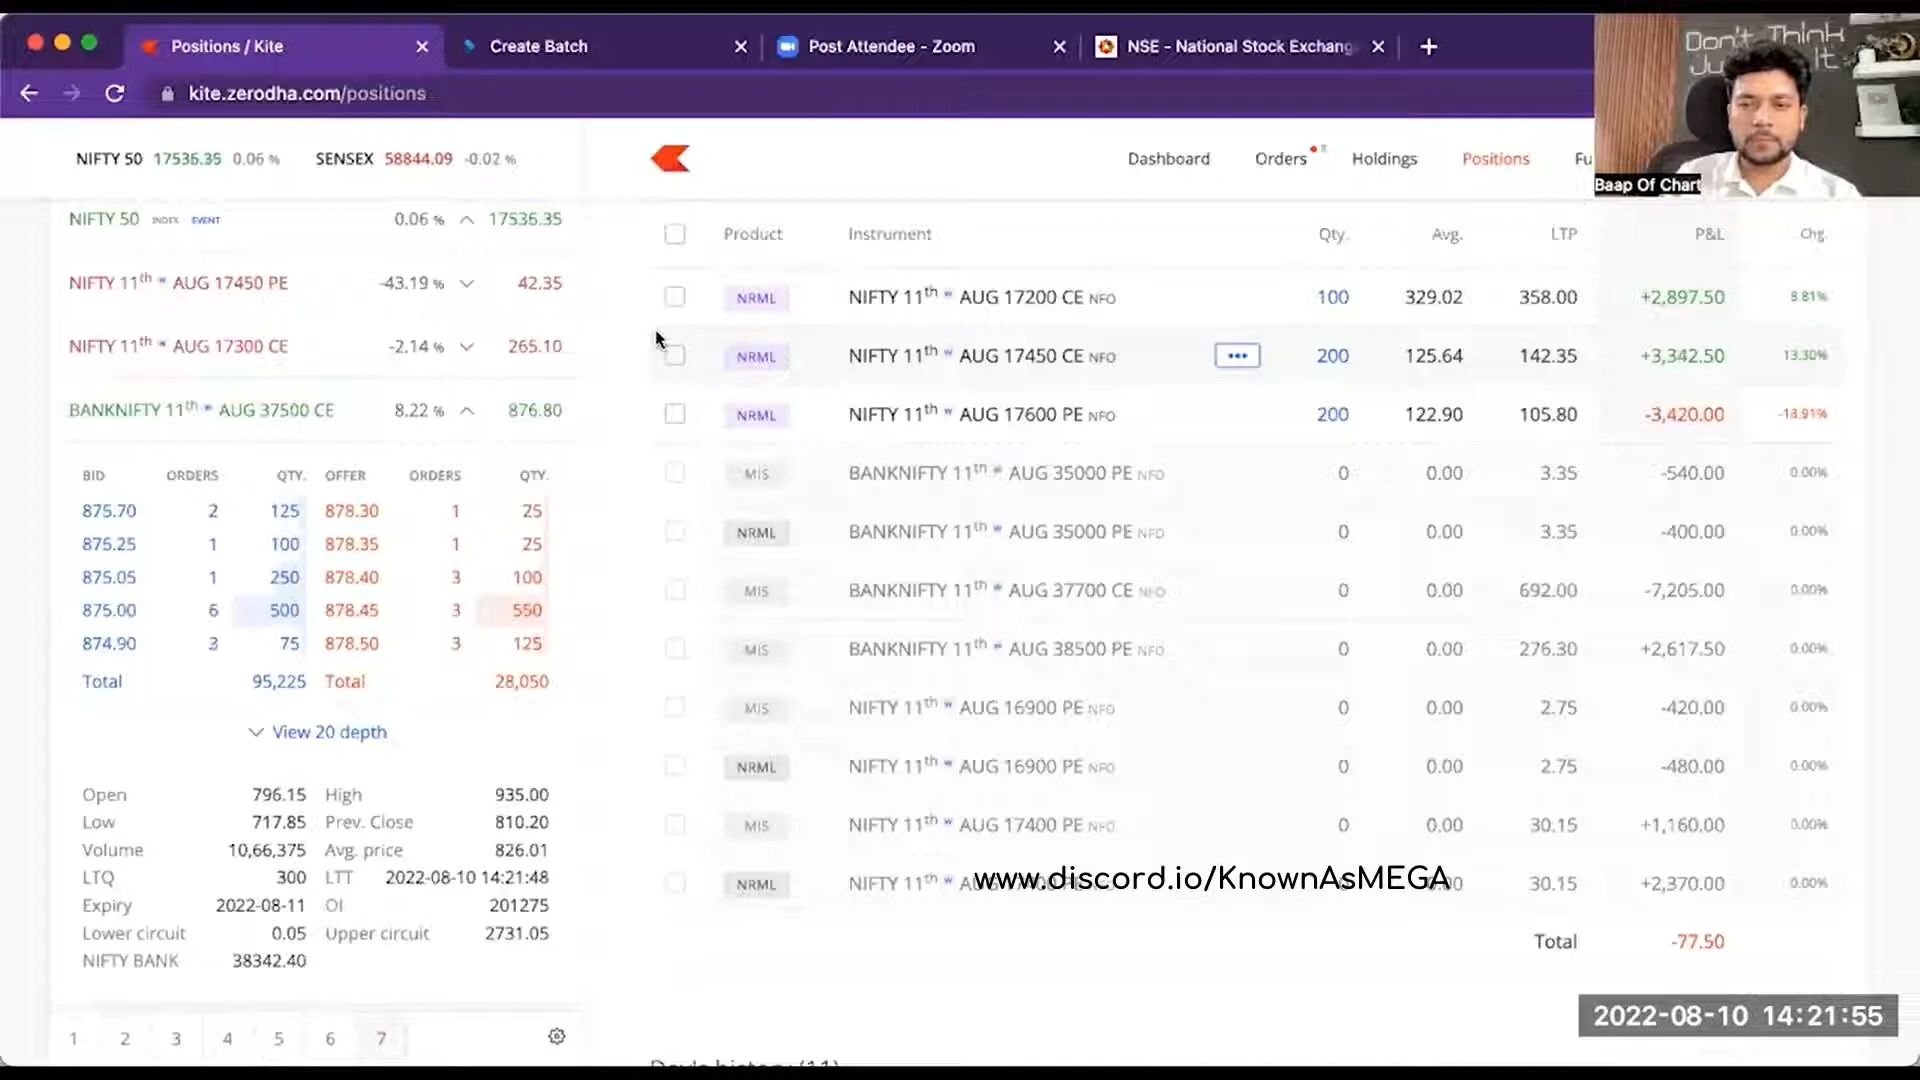 Positions / Kite
Create Batch
Post Attendee - Zoom
NSE - National Stock Exchang
kite.zerodha.com/positions
Don't Think
Baap Of Chart
NIFTY 50 17536.35 0.06 % SENSEX 58844.09 -0.02 %
Dashboard Orders Holdings Positions Fu
NIFTY 50 INDEX EVENT 0.06 % 17536.35
NIFTY 11th w AUG 17450 PE -43.19 % 42.35
NIFTY 11th w AUG 17300 CE -2.14 % 265.10
BANKNIFTY 11th w AUG 37500 CE 8.22 % 876.80
BID ORDERS QTY. OFFER ORDERS QTY.
875.70 2 125 878.30 1 25
875.25 1 100 878.35 1 25
875.05 1 250 878.40 3 100
875.00 6 500 878.45 3 550
874.90 3 75 878.50 3 125
Total 95,225 Total 28,050
View 20 depth
Open 796.15 High 935.00
Low 717.85 Prev. Close 810.20
Volume 10,66,375 Avg. price 826.01
LTQ 300 LTT 2022-08-10 14:21:48
Expiry 2022-08-11 OI 201275
Lower circuit 0.05 Upper circuit 2731.05
NIFTY BANK 38342.40
1 2 3 4 5 6 7
Product Instrument Qty. Avg. LTP P&L Chg.
NRML NIFTY 11th w AUG 17200 CE NFO 100 329.02 358.00 +2,897.50 8.81%
NRML NIFTY 11th w AUG 17450 CE NFO ••• 200 125.64 142.35 +3,342.50 13.30%
NRML NIFTY 11th w AUG 17600 PE NFO 200 122.90 105.80 -3,420.00 -13.91%
MIS BANKNIFTY 11th w AUG 35000 PE NFO 0 0.00 3.35 -540.00 0.00%
NRML BANKNIFTY 11th w AUG 35000 PE NFO 0 0.00 3.35 -400.00 0.00%
MIS BANKNIFTY 11th w AUG 37700 CE NFO 0 0.00 692.00 -7,205.00 0.00%
MIS BANKNIFTY 11th w AUG 38500 PE NFO 0 0.00 276.30 +2,617.50 0.00%
MIS NIFTY 11th w AUG 16900 PE NFO 0 0.00 2.75 -420.00 0.00%
NRML NIFTY 11th w AUG 16900 PE NFO 0 0.00 2.75 -480.00 0.00%
MIS NIFTY 11th w AUG 17400 PE NFO 0 0.00 30.15 +1,160.00 0.00%
NRML NIFTY 11th w 30.15 +2,370.00 0.00%
www.discord.io/KnownAsMEGA
Total -77.50
2022-08-10 14:21:55